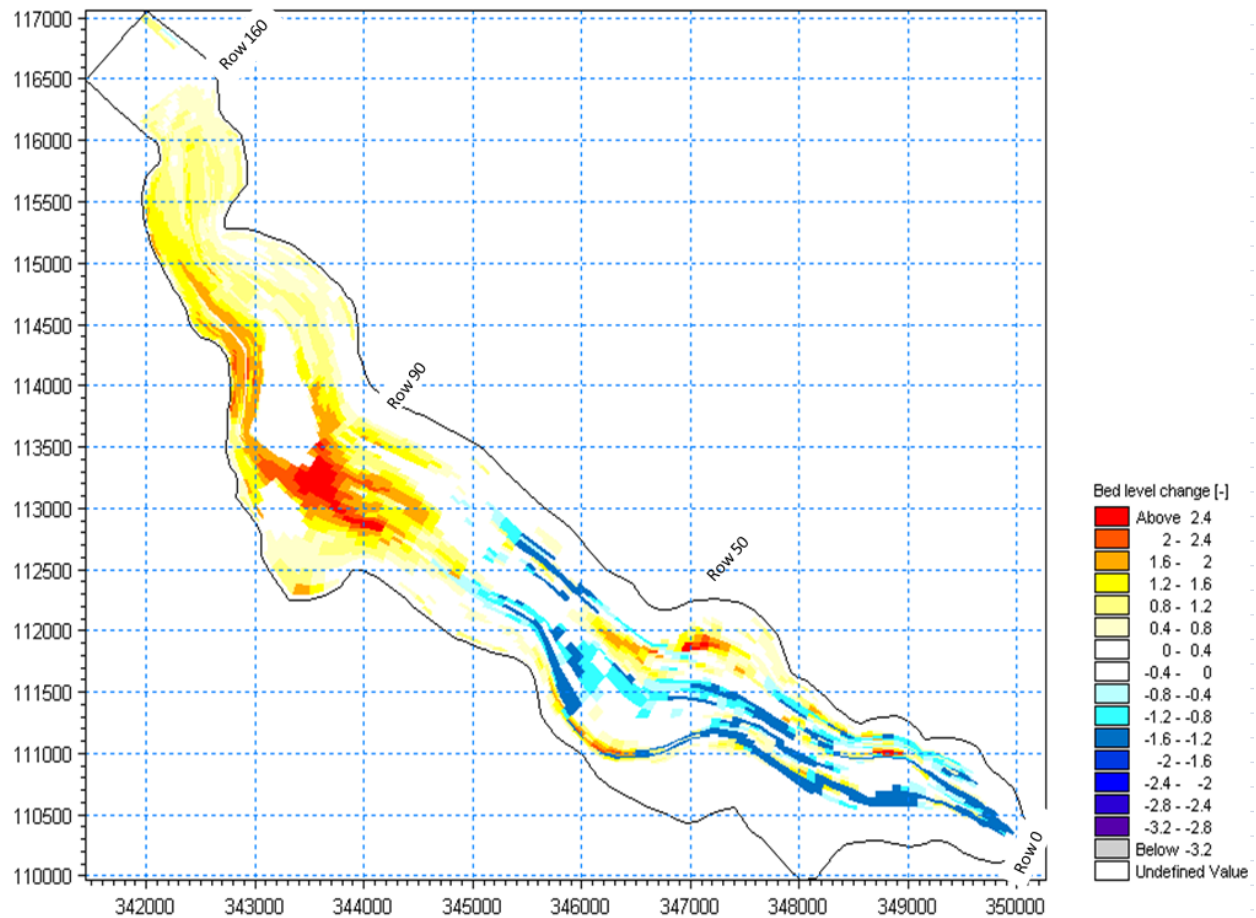 117000
116500
116000
115500
115000
114500
114000
113500
113000
112500
112000
111500
111000
110500
110000
342000
343000
344000
345000
346000
347000
348000
349000
350000
Row 160
Row 90
Row 50
Row 0
Bed level change [-]
Above 2.4
2 - 2.4
1.6 - 2
1.2 - 1.6
0.8 - 1.2
0.4 - 0.8
0 - 0.4
-0.4 - 0
-0.8 - -0.4
-1.2 - -0.8
-1.6 - -1.2
-2 - -1.6
-2.4 - -2
-2.8 - -2.4
-3.2 - -2.8
Below -3.2
Undefined Value